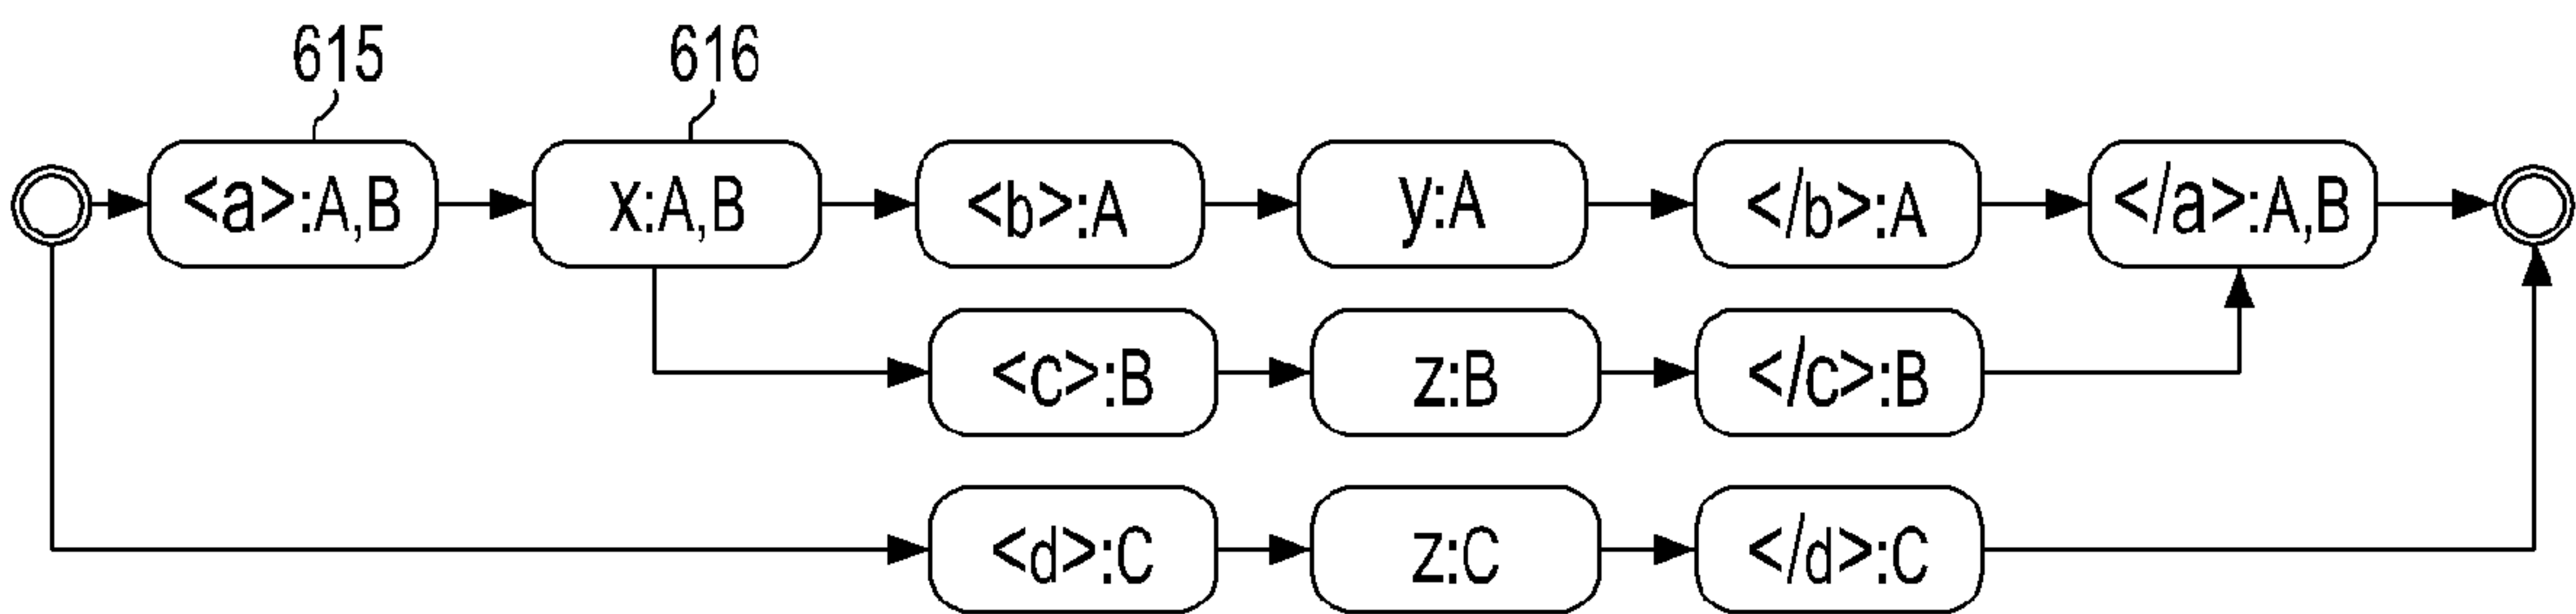 615 616
<a>:A,B x:A,B <b>:A y:A </b>:A </a>:A,B
<c>:B z:B </c>:B
<d>:C z:C </d>:C